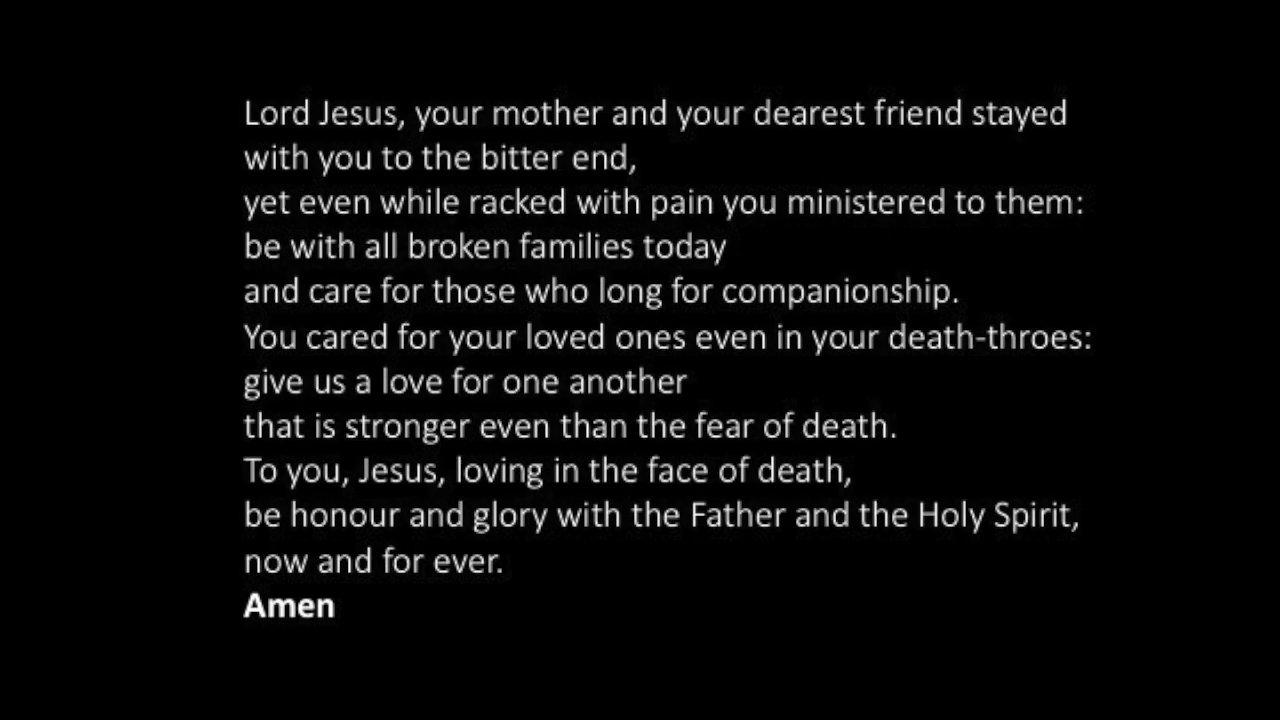 Lord Jesus, your mother and your dearest friend stayed
with you to the bitter end,
yet even while racked with pain you ministered to them:
be with all broken families today
and care for those who long for companionship.
You cared for your loved ones even in your death-throes:
give us a love for one another
that is stronger even than the fear of death.
To you, Jesus, loving in the face of death,
be honour and glory with the Father and the Holy Spirit,
now and for ever.
Amen